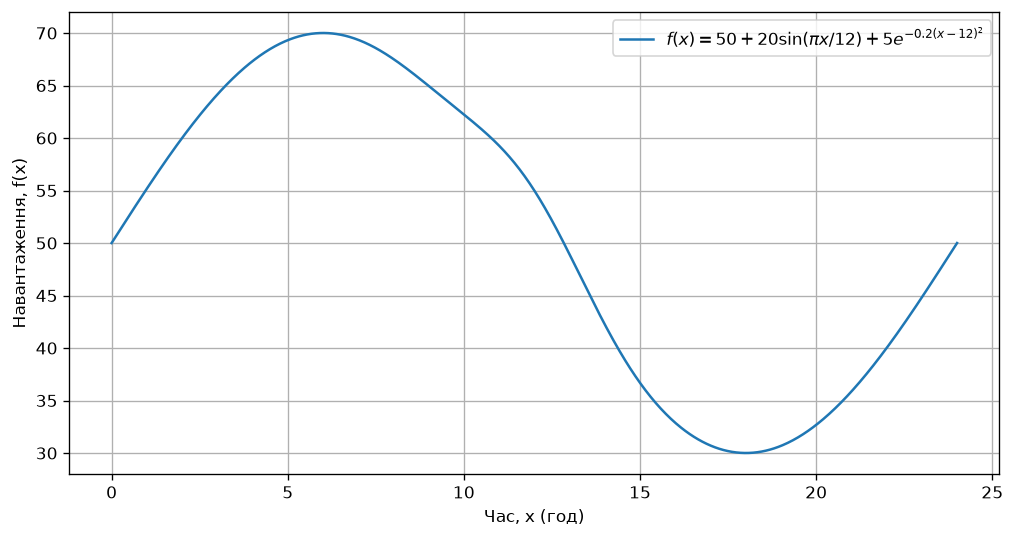 f(x) = 50 + 20sin(πx/12) + 5e^{−0.2(x−12)²}
70
65
60
55
50
45
40
35
30
Навантаження, f(x)
0 5 10 15 20 25
Час, x (год)